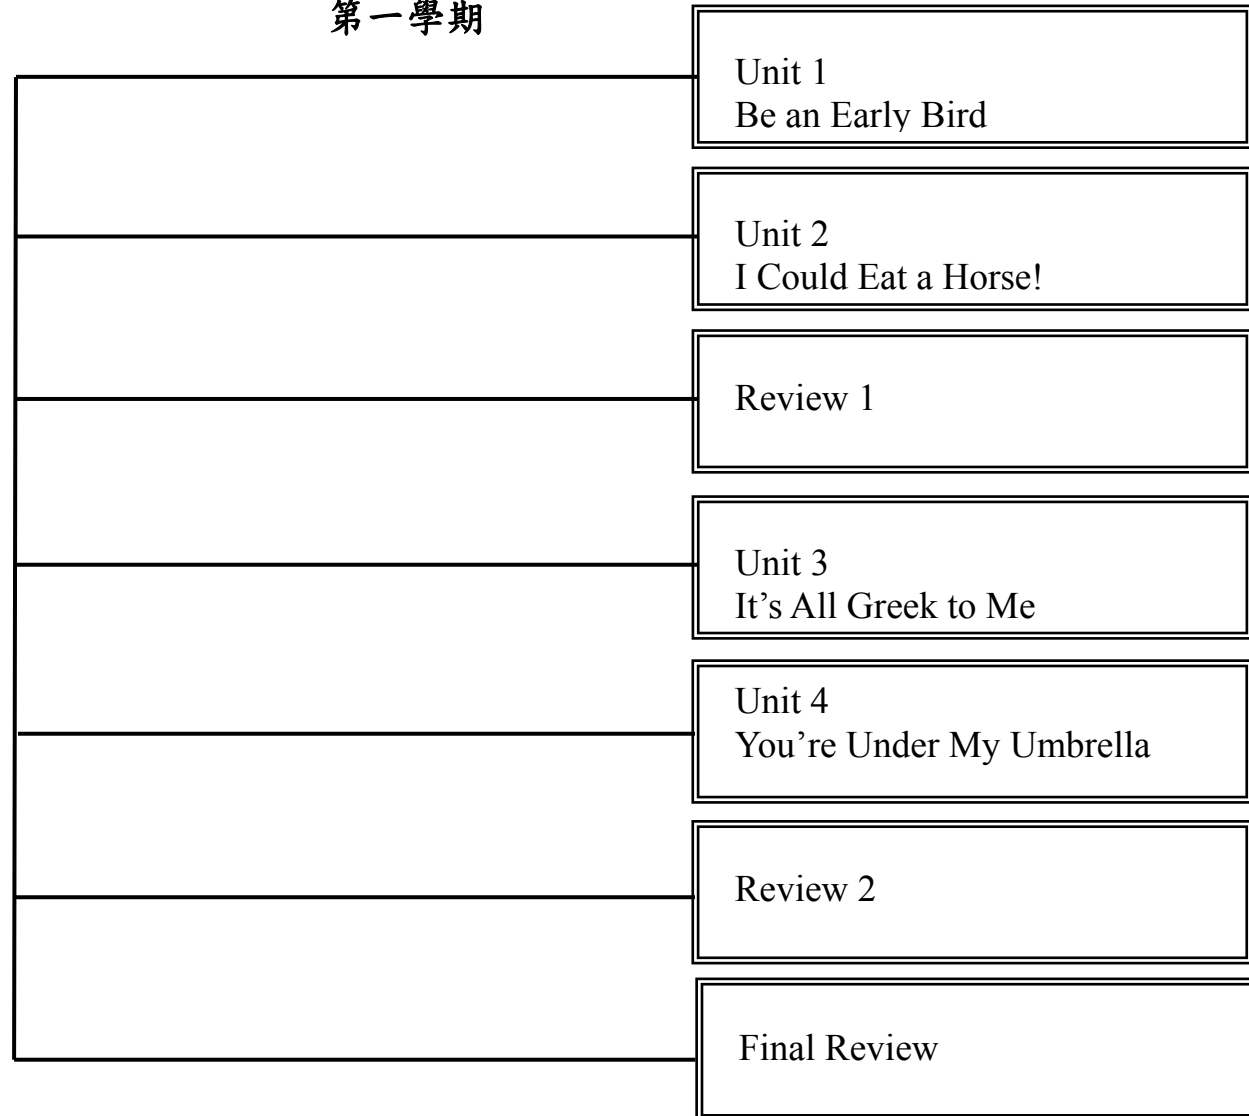 第一學期
Unit 1
Be an Early Bird
Unit 2
I Could Eat a Horse!
Review 1
Unit 3
It’s All Greek to Me
Unit 4
You’re Under My Umbrella
Review 2
Final Review